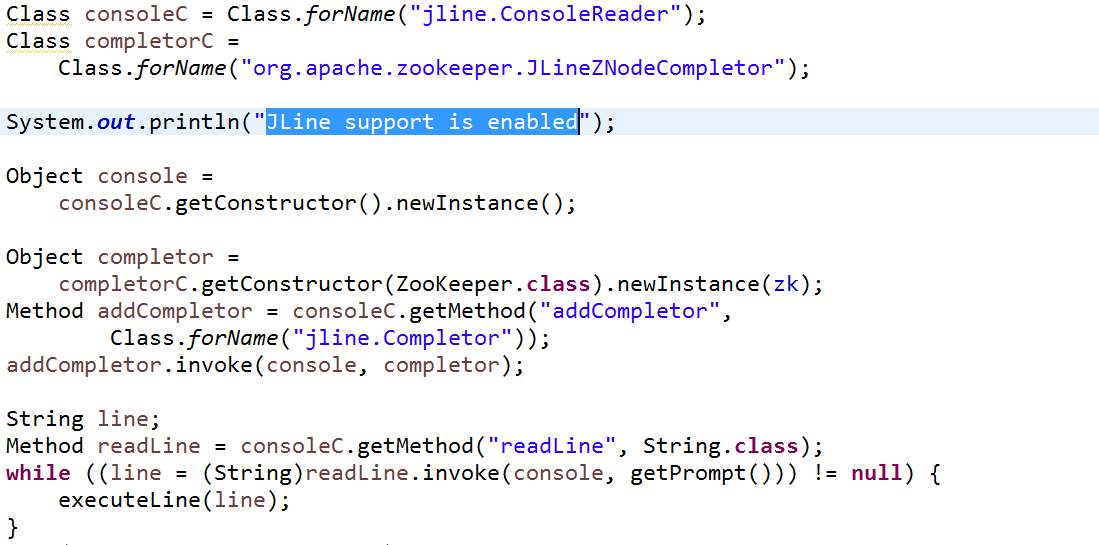 Class consoleC = Class.forName("jline.ConsoleReader");
Class completorC =
    Class.forName("org.apache.zookeeper.JLineZNodeCompletor");

System.out.println("JLine support is enabled");

Object console =
    consoleC.getConstructor().newInstance();

Object completor =
    completorC.getConstructor(ZooKeeper.class).newInstance(zk);
Method addCompletor = consoleC.getMethod("addCompletor",
        Class.forName("jline.Completor"));
addCompletor.invoke(console, completor);

String line;
Method readLine = consoleC.getMethod("readLine", String.class);
while ((line = (String)readLine.invoke(console, getPrompt())) != null) {
    executeLine(line);
}